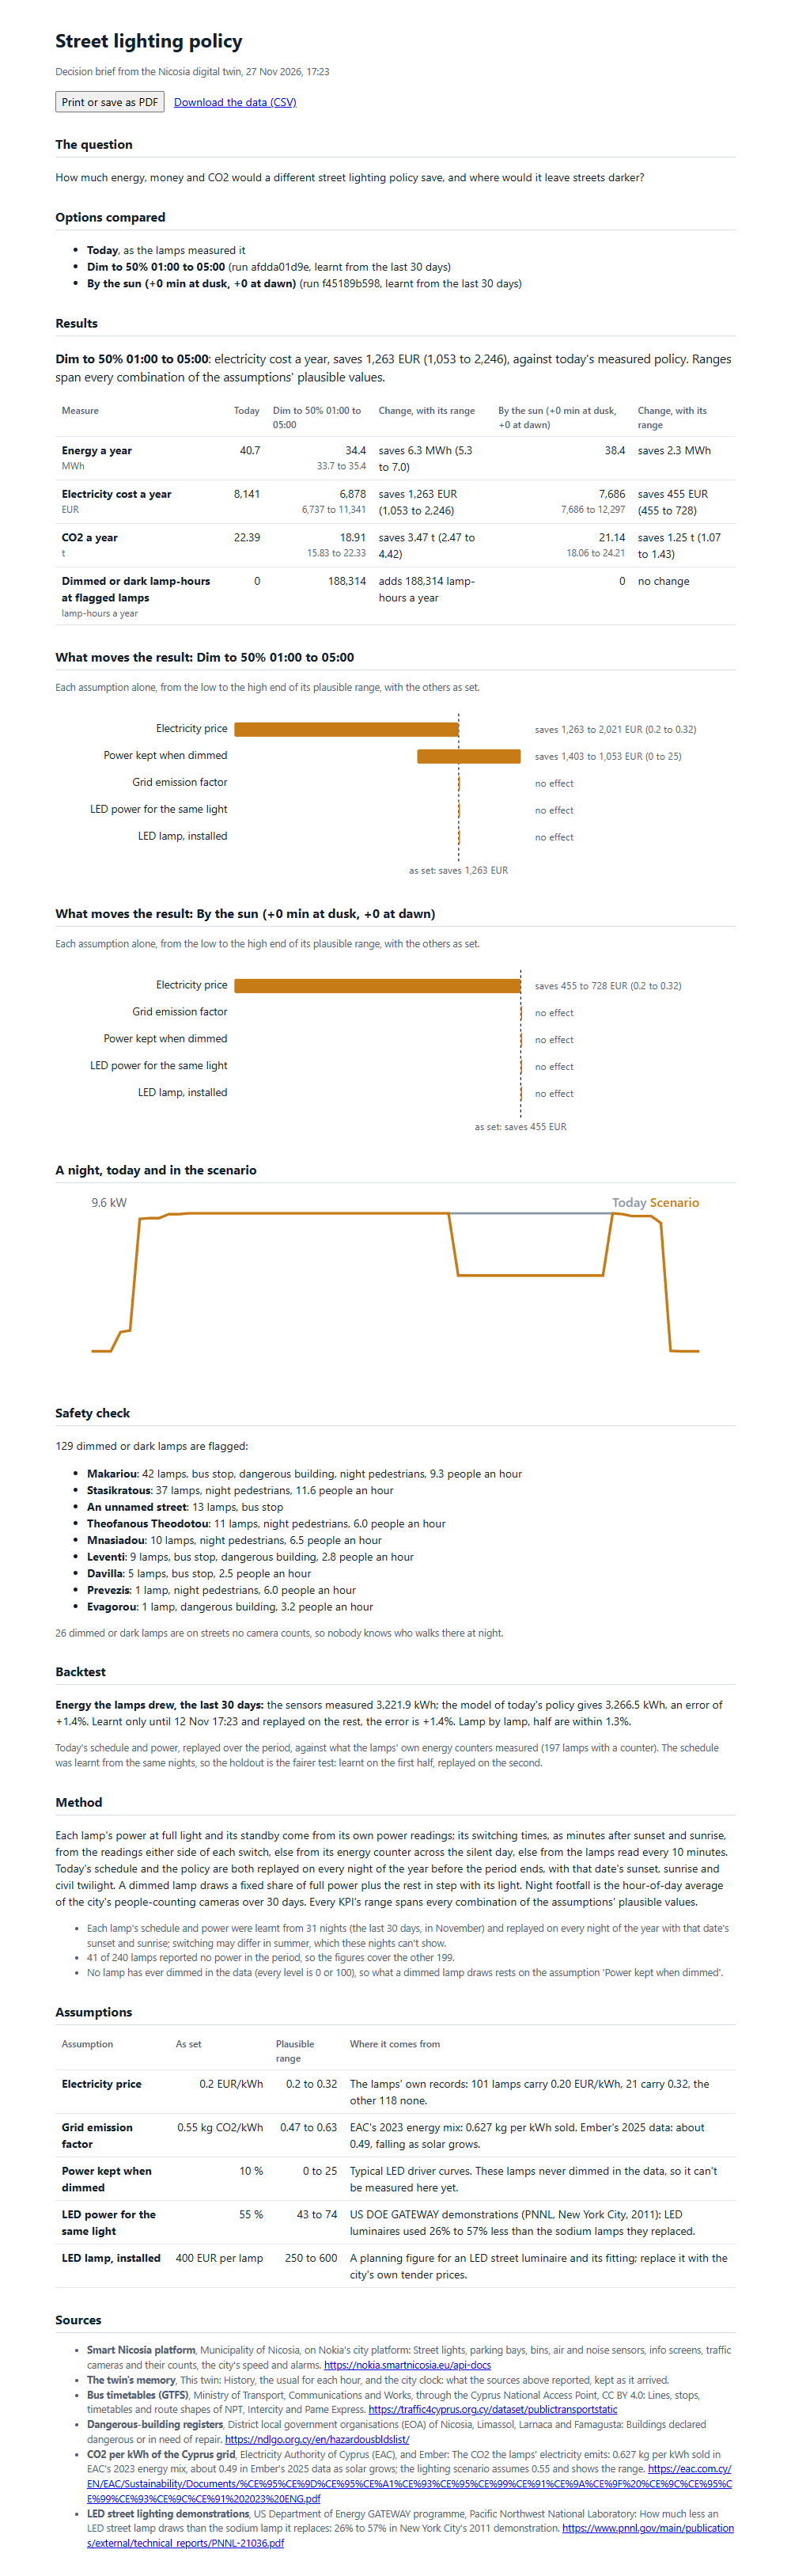 Street lighting policy
Decision brief from the Nicosia digital twin, 27 Nov 2026, 17:23
Print or save as PDF Download the data (CSV)
The question
How much energy, money and CO2 would a different street lighting policy save, and where would it leave streets darker?
Options compared
• Today, as the lamps measured it
• Dim to 50% 01:00 to 05:00 (run afdda01d9e, learnt from the last 30 days)
• By the sun (+0 min at dusk, +0 at dawn) (run f45189b598, learnt from the last 30 days)
Results
Dim to 50% 01:00 to 05:00: electricity cost a year, saves 1,263 EUR (1,053 to 2,246), against today's measured policy. Ranges
span every combination of the assumptions' plausible values.
Measure Today Dim to 50% 01:00 to Change, with its range By the sun (+0 min at dusk, Change, with its
05:00 +0 at dawn) range
Energy a year 40.7 34.4 saves 6.3 MWh (5.3 38.4 saves 2.3 MWh
MWh 33.7 to 35.4 to 7.0)
Electricity cost a year 8,141 6,878 saves 1,263 EUR 7,686 saves 455 EUR
EUR 6,737 to 11,341 (1,053 to 2,246) 7,686 to 12,297 (455 to 728)
CO2 a year 22.39 18.91 saves 3.47 t (2.47 to 21.14 saves 1.25 t (1.07
t 15.83 to 22.33 4.42) 18.06 to 24.21 to 1.43)
Dimmed or dark lamp-hours 0 188,314 adds 188,314 lamp- 0 no change
at flagged lamps hours a year
lamp-hours a year
What moves the result: Dim to 50% 01:00 to 05:00
Each assumption alone, from the low to the high end of its plausible range, with the others as set.
Electricity price saves 1,263 to 2,021 EUR (0.2 to 0.32)
Power kept when dimmed saves 1,403 to 1,053 EUR (0 to 25)
Grid emission factor no effect
LED power for the same light no effect
LED lamp, installed no effect
as set: saves 1,263 EUR
What moves the result: By the sun (+0 min at dusk, +0 at dawn)
Each assumption alone, from the low to the high end of its plausible range, with the others as set.
Electricity price saves 455 to 728 EUR (0.2 to 0.32)
Grid emission factor no effect
Power kept when dimmed no effect
LED power for the same light no effect
LED lamp, installed no effect
as set: saves 455 EUR
A night, today and in the scenario
9.6 kW Today Scenario
Safety check
129 dimmed or dark lamps are flagged:
• Makariou: 42 lamps, bus stop, dangerous building, night pedestrians, 9.3 people an hour
• Stasikratous: 37 lamps, night pedestrians, 11.6 people an hour
• An unnamed street: 13 lamps, bus stop
• Theofanous Theodotou: 11 lamps, night pedestrians, 6.0 people an hour
• Mnasiadou: 10 lamps, night pedestrians, 6.5 people an hour
• Leventi: 9 lamps, bus stop, dangerous building, 2.8 people an hour
• Davilla: 5 lamps, bus stop, 2.5 people an hour
• Prevezis: 1 lamp, night pedestrians, 6.0 people an hour
• Evagorou: 1 lamp, dangerous building, 3.2 people an hour
26 dimmed or dark lamps are on streets no camera counts, so nobody knows who walks there at night.
Backtest
Energy the lamps drew, the last 30 days: the sensors measured 3,221.9 kWh; the model of today's policy gives 3,266.5 kWh, an error of
+1.4%. Learnt only until 12 Nov 17:23 and replayed on the rest, the error is +1.4%. Lamp by lamp, half are within 1.3%.
Today's schedule and power, replayed over the period, against what the lamps' own energy counters measured (197 lamps with a counter). The schedule
was learnt from the same nights, so the holdout is the fairer test: learnt on the first half, replayed on the second.
Method
Each lamp's power at full light and its standby come from its own power readings; its switching times, as minutes after sunset and sunrise,
from the readings either side of each switch, else from its energy counter across the silent day, else from the lamps read every 10 minutes.
Today's schedule and the policy are both replayed on every night of the year before the period ends, with that date's sunset, sunrise and
civil twilight. A dimmed lamp draws a fixed share of full power plus the rest in step with its light. Night footfall is the hour-of-day average
of the city's people-counting cameras over 30 days. Every KPI's range spans every combination of the assumptions' plausible values.
• Each lamp's schedule and power were learnt from 31 nights (the last 30 days, in November) and replayed on every night of the year with that date's
sunset and sunrise; switching may differ in summer, which these nights can't show.
• 41 of 240 lamps reported no power in the period, so the figures cover the other 199.
• No lamp has ever dimmed in the data (every level is 0 or 100), so what a dimmed lamp draws rests on the assumption 'Power kept when dimmed'.
Assumptions
Assumption As set Plausible Where it comes from
range
Electricity price 0.2 EUR/kWh 0.2 to 0.32 The lamps' own records: 101 lamps carry 0.20 EUR/kWh, 21 carry 0.32, the
other 118 none.
Grid emission 0.55 kg CO2/kWh 0.47 to 0.63 EAC's 2023 energy mix: 0.627 kg per kWh sold. Ember's 2025 data: about
factor 0.49, falling as solar grows.
Power kept when 10 % 0 to 25 Typical LED driver curves. These lamps never dimmed in the data, so it can't
dimmed be measured here yet.
LED power for the 55 % 43 to 74 US DOE GATEWAY demonstrations (PNNL, New York City, 2011): LED
same light luminaires used 26% to 57% less than the sodium lamps they replaced.
LED lamp, installed 400 EUR per lamp 250 to 600 A planning figure for an LED street luminaire and its fitting; replace it with the
city's own tender prices.
Sources
• Smart Nicosia platform, Municipality of Nicosia, on Nokia's city platform: Street lights, parking bays, bins, air and noise sensors, info screens, traffic
cameras and their counts, the city's speed and alarms. https://nokia.smartnicosia.eu/api-docs
• The twin's memory, This twin: History, the usual for each hour, and the city clock: what the sources above reported, kept as it arrived.
• Bus timetables (GTFS), Ministry of Transport, Communications and Works, through the Cyprus National Access Point, CC BY 4.0: Lines, stops,
timetables and route shapes of NPT, Intercity and Pame Express. https://traffic4cyprus.org.cy/dataset/publictransportstatic
• Dangerous-building registers, District local government organisations (EOA) of Nicosia, Limassol, Larnaca and Famagusta: Buildings declared
dangerous or in need of repair. https://ndlgo.org.cy/en/hazardousbldslist/
• CO2 per kWh of the Cyprus grid, Electricity Authority of Cyprus (EAC), and Ember: The CO2 the lamps' electricity emits: 0.627 kg per kWh sold in
EAC's 2023 energy mix, about 0.49 in Ember's 2025 data as solar grows; the lighting scenario assumes 0.55 and shows the range. https://eac.com.cy/
EN/EAC/Sustainability/Documents/%CE%95%CE%9D%CE%95%CE%A1%CE%93%CE%95%CE%99%CE%91%CE%9A%CE%9F%20%CE%9C%CE%95%C
E%99%CE%93%CE%9C%CE%91%202023%20ENG.pdf
• LED street lighting demonstrations, US Department of Energy GATEWAY programme, Pacific Northwest National Laboratory: How much less an
LED street lamp draws than the sodium lamp it replaces: 26% to 57% in New York City's 2011 demonstration. https://www.pnnl.gov/main/publication
s/external/technical_reports/PNNL-21036.pdf